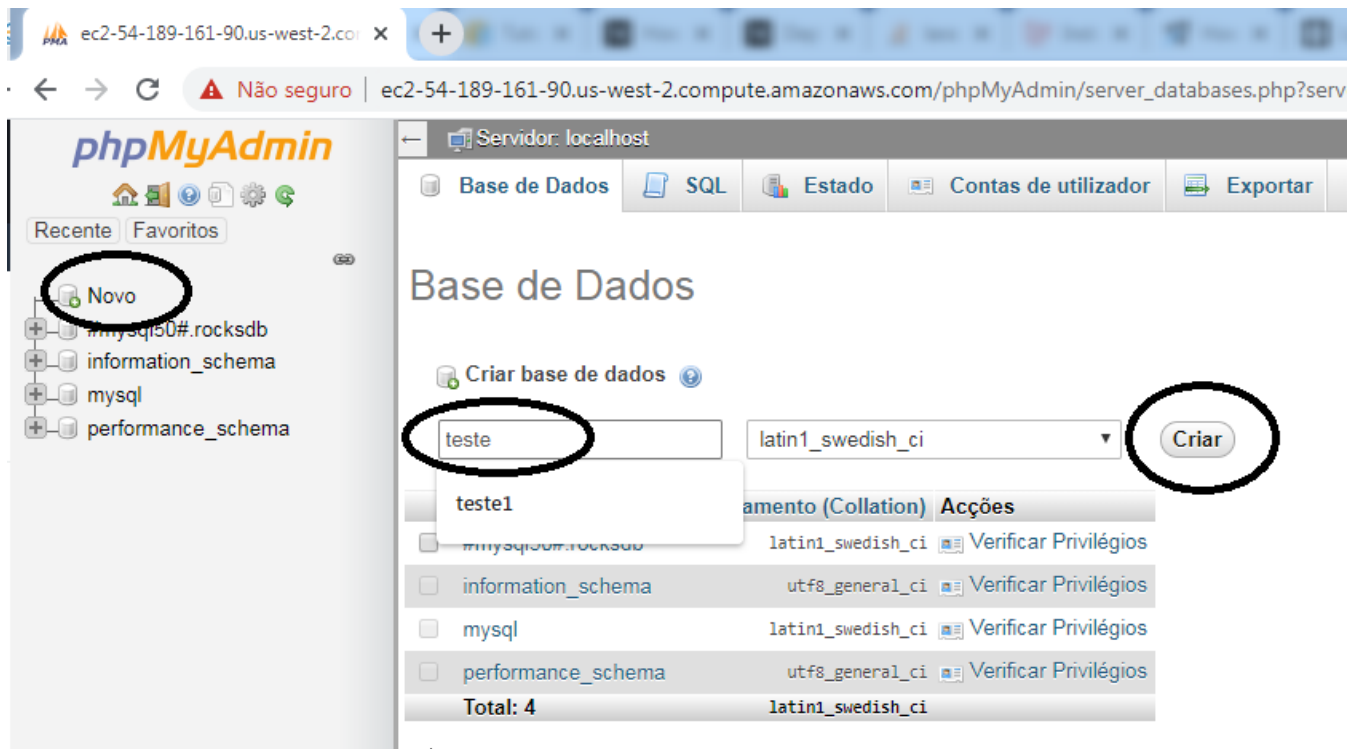 ec2-54-189-161-90.us-west-2.co
Não seguro
ec2-54-189-161-90.us-west-2.compute.amazonaws.com/phpMyAdmin/server_databases.php?serv
phpMyAdmin
Recente Favoritos
Novo
#mysql50#.rocksdb
information_schema
mysql
performance_schema
Servidor: localhost
Base de Dados SQL Estado Contas de utilizador Exportar
Base de Dados
Criar base de dados
teste latin1_swedish_ci Criar
teste1
amento (Collation) Acções
#mysql50#.rocksdb latin1_swedish_ci Verificar Privilégios
information_schema utf8_general_ci Verificar Privilégios
mysql latin1_swedish_ci Verificar Privilégios
performance_schema utf8_general_ci Verificar Privilégios
Total: 4 latin1_swedish_ci